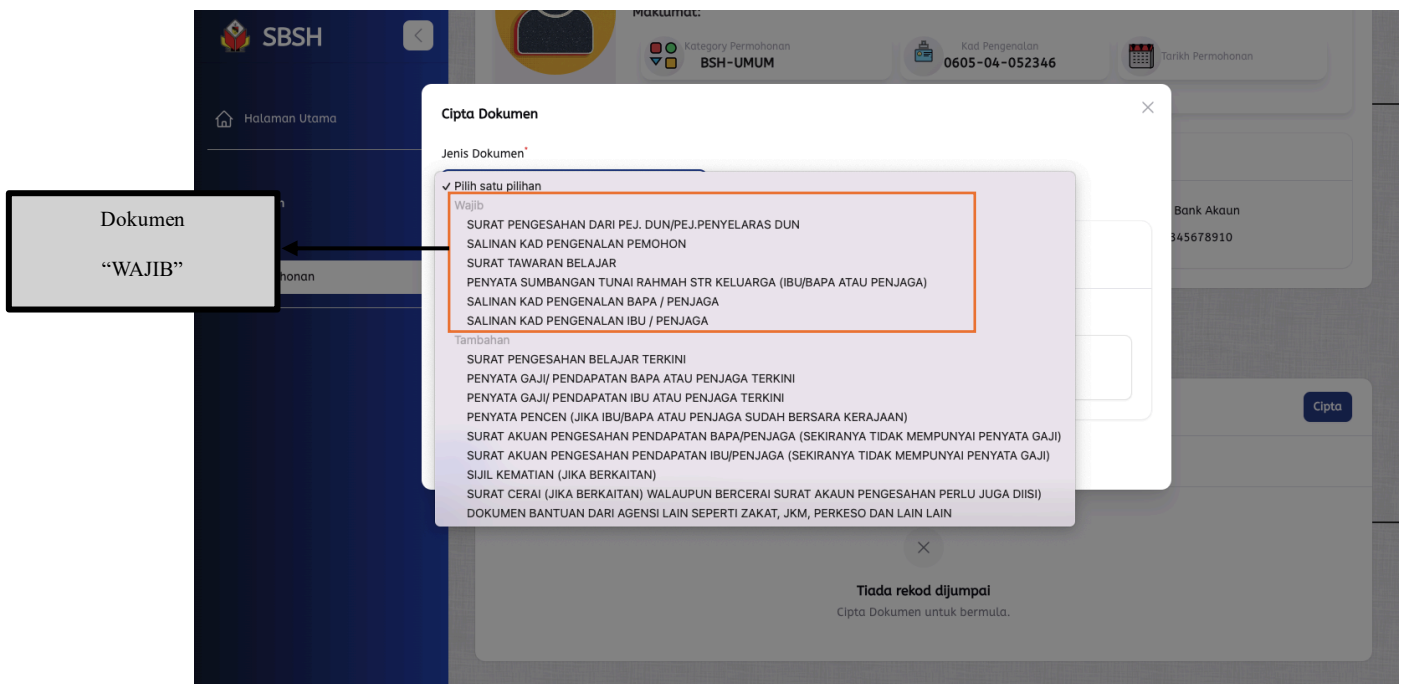 SBSH
Maklumat:
Kategory Permohonan
BSH-UMUM
Kad Pengenalan
0605-04-052346
Tarikh Permohonan
Halaman Utama
Cipta Dokumen
Jenis Dokumen*
Pilih satu pilihan
Wajib
SURAT PENGESAHAN DARI PEJ. DUN/PEJ.PENYELARAS DUN
SALINAN KAD PENGENALAN PEMOHON
SURAT TAWARAN BELAJAR
PENYATA SUMBANGAN TUNAI RAHMAH STR KELUARGA (IBU/BAPA ATAU PENJAGA)
SALINAN KAD PENGENALAN BAPA / PENJAGA
SALINAN KAD PENGENALAN IBU / PENJAGA
Tambahan
SURAT PENGESAHAN BELAJAR TERKINI
PENYATA GAJI/ PENDAPATAN BAPA ATAU PENJAGA TERKINI
PENYATA GAJI/ PENDAPATAN IBU ATAU PENJAGA TERKINI
PENYATA PENCEN (JIKA IBU/BAPA ATAU PENJAGA SUDAH BERSARA KERAJAAN)
SURAT AKUAN PENGESAHAN PENDAPATAN BAPA/PENJAGA (SEKIRANYA TIDAK MEMPUNYAI PENYATA GAJI)
SURAT AKUAN PENGESAHAN PENDAPATAN IBU/PENJAGA (SEKIRANYA TIDAK MEMPUNYAI PENYATA GAJI)
SIJIL KEMATIAN (JIKA BERKAITAN)
SURAT CERAI (JIKA BERKAITAN) WALAUPUN BERCERAI SURAT AKAUN PENGESAHAN PERLU JUGA DIISI)
DOKUMEN BANTUAN DARI AGENSI LAIN SEPERTI ZAKAT, JKM, PERKESO DAN LAIN LAIN
Dokumen
“WAJIB”
honan
Bank Akaun
345678910
Cipta
Tiada rekod dijumpai
Cipta Dokumen untuk bermula.